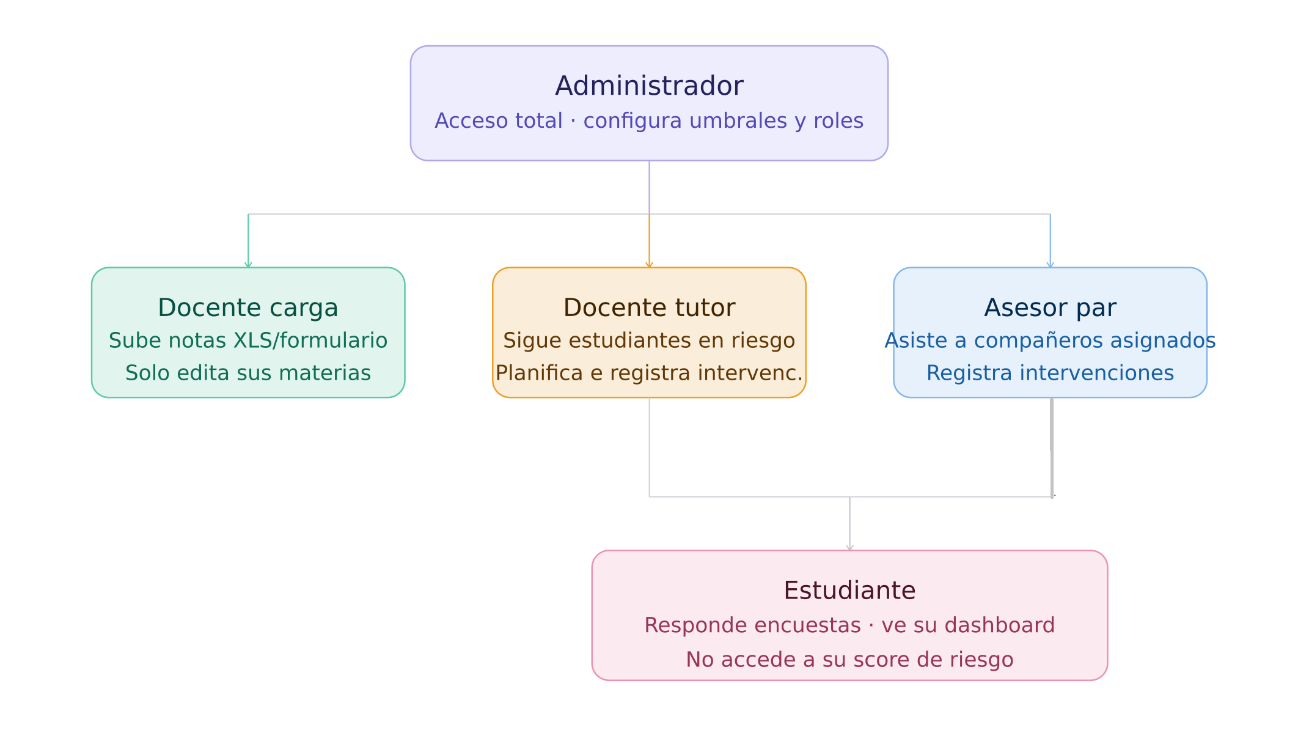 Administrador
Acceso total · configura umbrales y roles
Docente carga
Sube notas XLS/formulario
Solo edita sus materias
Docente tutor
Sigue estudiantes en riesgo
Planifica e registra intervenc.
Asesor par
Asiste a compañeros asignados
Registra intervenciones
Estudiante
Responde encuestas · ve su dashboard
No accede a su score de riesgo